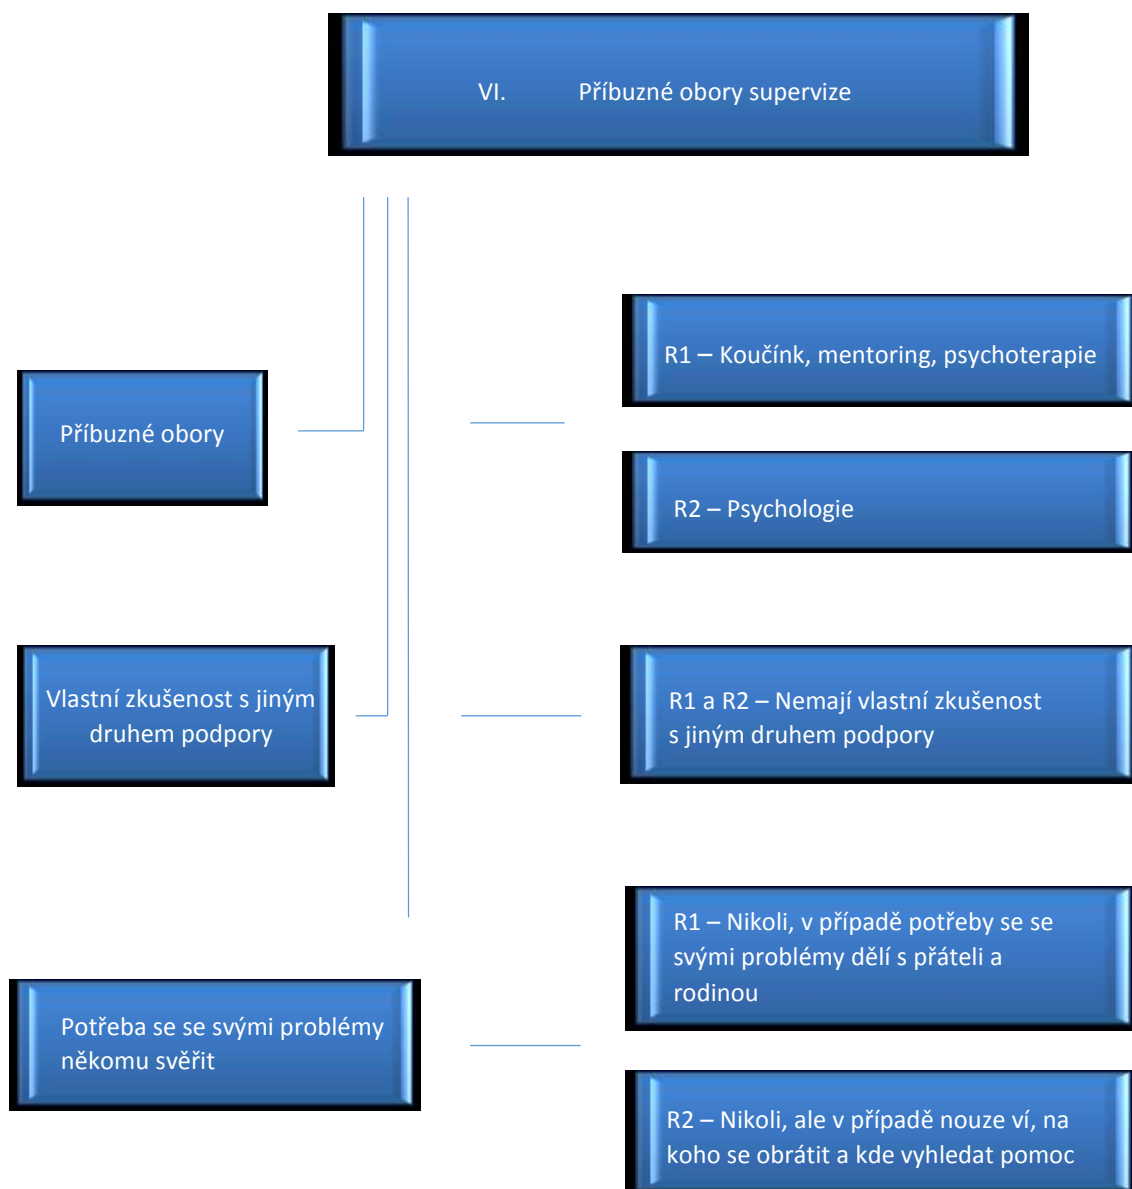 VI. Příbuzné obory supervize
Příbuzné obory
R1 – Koučínk, mentoring, psychoterapie
R2 – Psychologie
Vlastní zkušenost s jiným
druhem podpory
R1 a R2 – Nemají vlastní zkušenost
s jiným druhem podpory
Potřeba se se svými problémy
někomu svěřit
R1 – Nikoli, v případě potřeby se se
svými problémy dělí s přáteli a
rodinou
R2 – Nikoli, ale v případě nouze ví, na
koho se obrátit a kde vyhledat pomoc